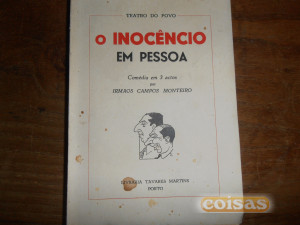 TEATRO DO POVO
O INOCÊNCIO
EM PESSOA
Comédia em 3 actos
por
IRMÃOS CAMPOS MONTEIRO
LIVRARIA TAVARES MARTINS
PORTO
coisas